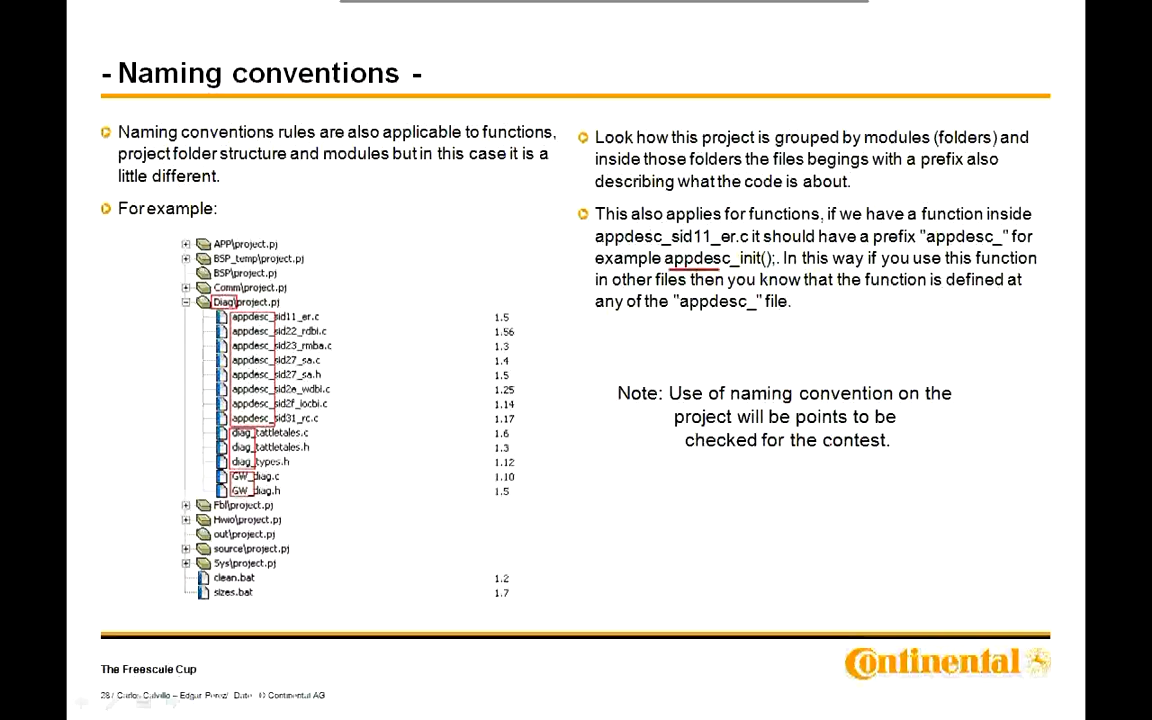 - Naming conventions -
Naming conventions rules are also applicable to functions,
project folder structure and modules but in this case it is a
little different.
For example:
APP\project.pj
BSP_temp\project.pj
BSP\project.pj
Comm\project.pj
Diag\project.pj
appdesc_sid11_er.c 1.5
appdesc_sid22_rdbi.c 1.56
appdesc_sid23_rmba.c 1.3
appdesc_sid27_sa.c 1.4
appdesc_sid27_sa.h 1.5
appdesc_sid2e_wdbi.c 1.25
appdesc_sid2f_iocbi.c 1.14
appdesc_sid31_rc.c 1.17
diag_tattletales.c 1.6
diag_tattletales.h 1.3
diag_types.h 1.12
GW_diag.c 1.10
GW_diag.h 1.5
Fbl\project.pj
Hwio\project.pj
out\project.pj
source\project.pj
Sys\project.pj
clean.bat 1.2
sizes.bat 1.7
Look how this project is grouped by modules (folders) and
inside those folders the files begings with a prefix also
describing what the code is about.
This also applies for functions, if we have a function inside
appdesc_sid11_er.c it should have a prefix "appdesc_" for
example appdesc_init();. In this way if you use this function
in other files then you know that the function is defined at
any of the "appdesc_" file.
Note: Use of naming convention on the
project will be points to be
checked for the contest.
The Freescale Cup
Continental
28 / Carlos Calvillo – Edgar Perez/ Date © Continental AG